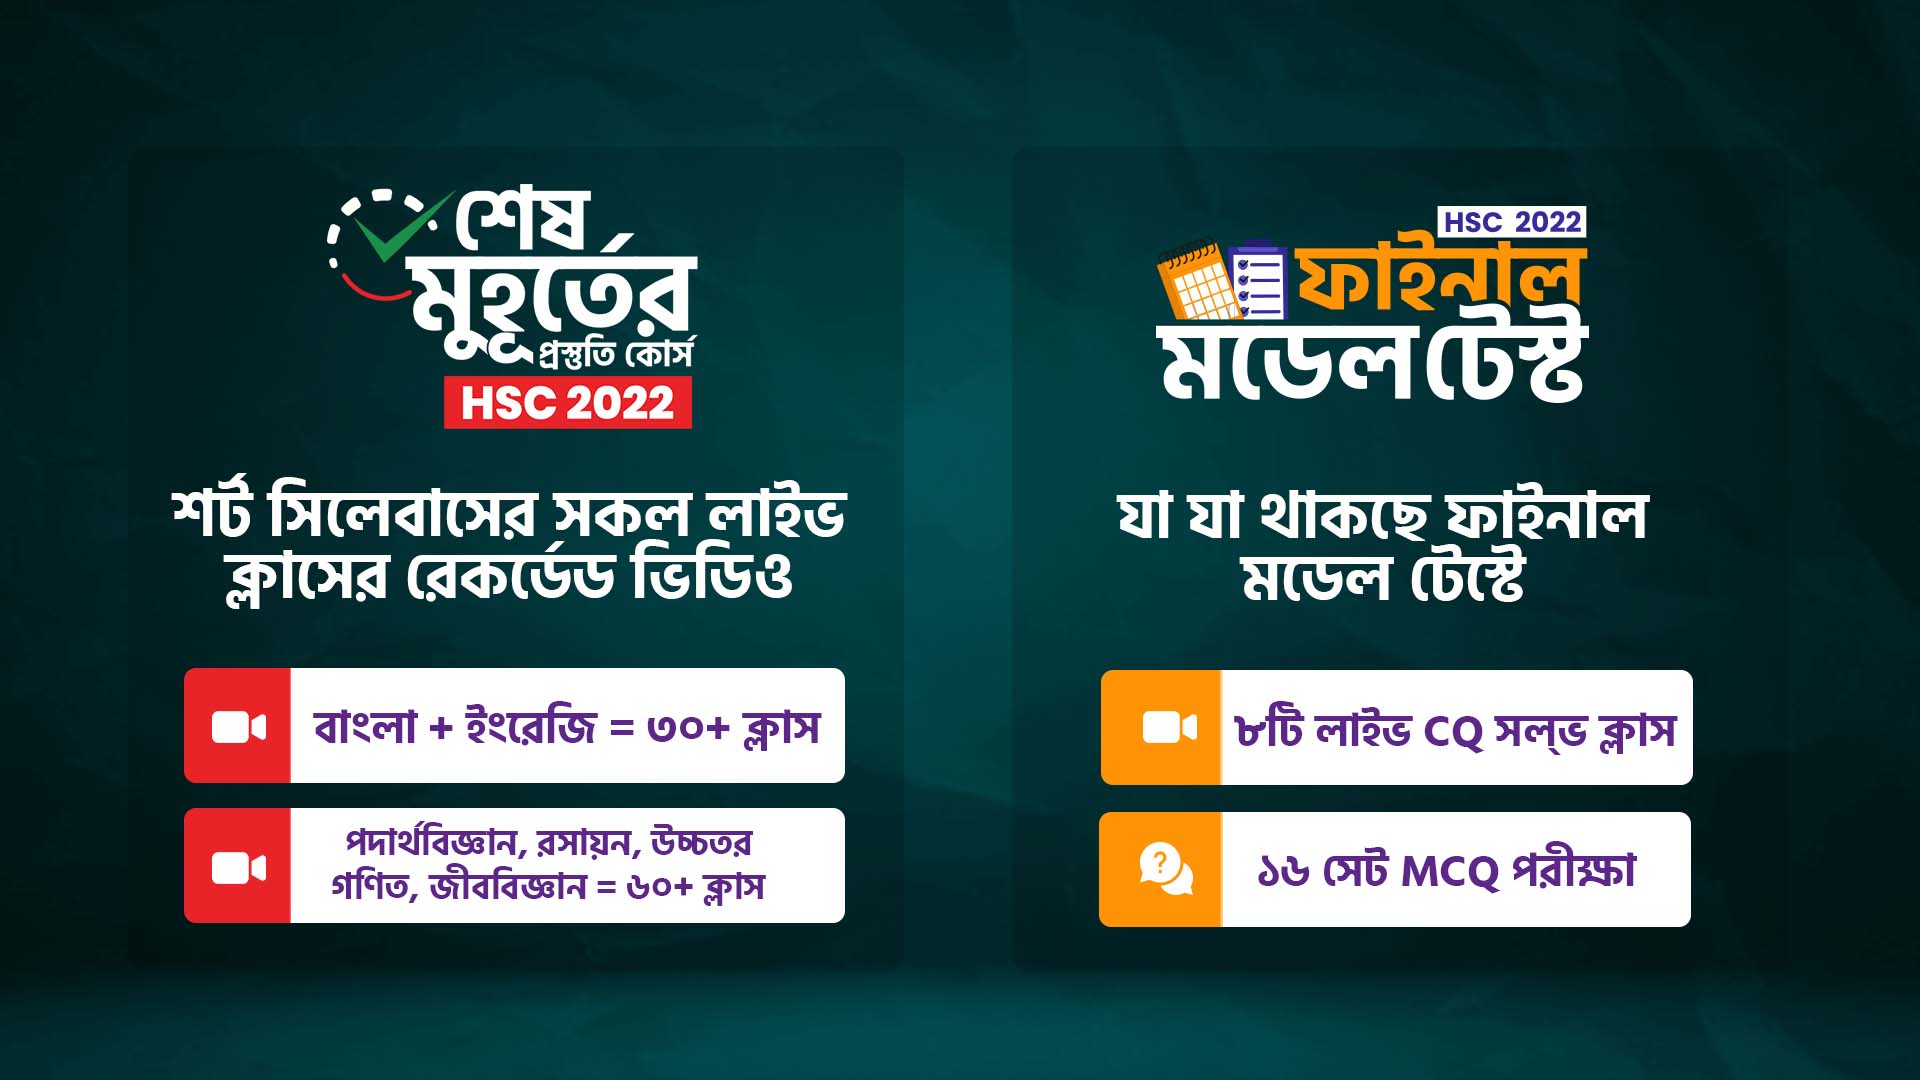 শেষ
মুহূর্তের
প্রস্তুতি কোর্স
HSC 2022
শর্ট সিলেবাসের সকল লাইভ
ক্লাসের রেকর্ডেড ভিডিও
বাংলা + ইংরেজি = ৩০+ ক্লাস
পদার্থবিজ্ঞান, রসায়ন, উচ্চতর
গণিত, জীববিজ্ঞান = ৬০+ ক্লাস
HSC 2022
ফাইনাল
মডেল টেস্ট
যা যা থাকছে ফাইনাল
মডেল টেস্টে
৮টি লাইভ CQ সল্‌ভ ক্লাস
?
১৬ সেট MCQ পরীক্ষা